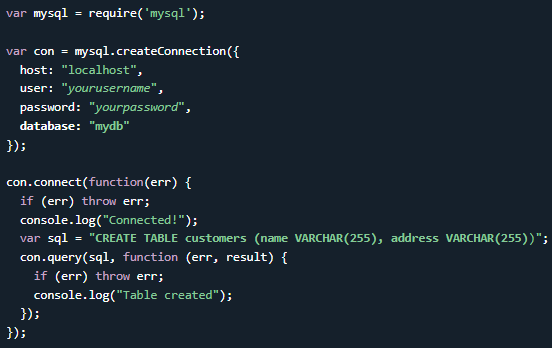 var mysql = require('mysql');

var con = mysql.createConnection({
  host: "localhost",
  user: "yourusername",
  password: "yourpassword",
  database: "mydb"
});

con.connect(function(err) {
  if (err) throw err;
  console.log("Connected!");
  var sql = "CREATE TABLE customers (name VARCHAR(255), address VARCHAR(255))";
  con.query(sql, function (err, result) {
    if (err) throw err;
    console.log("Table created");
  });
});